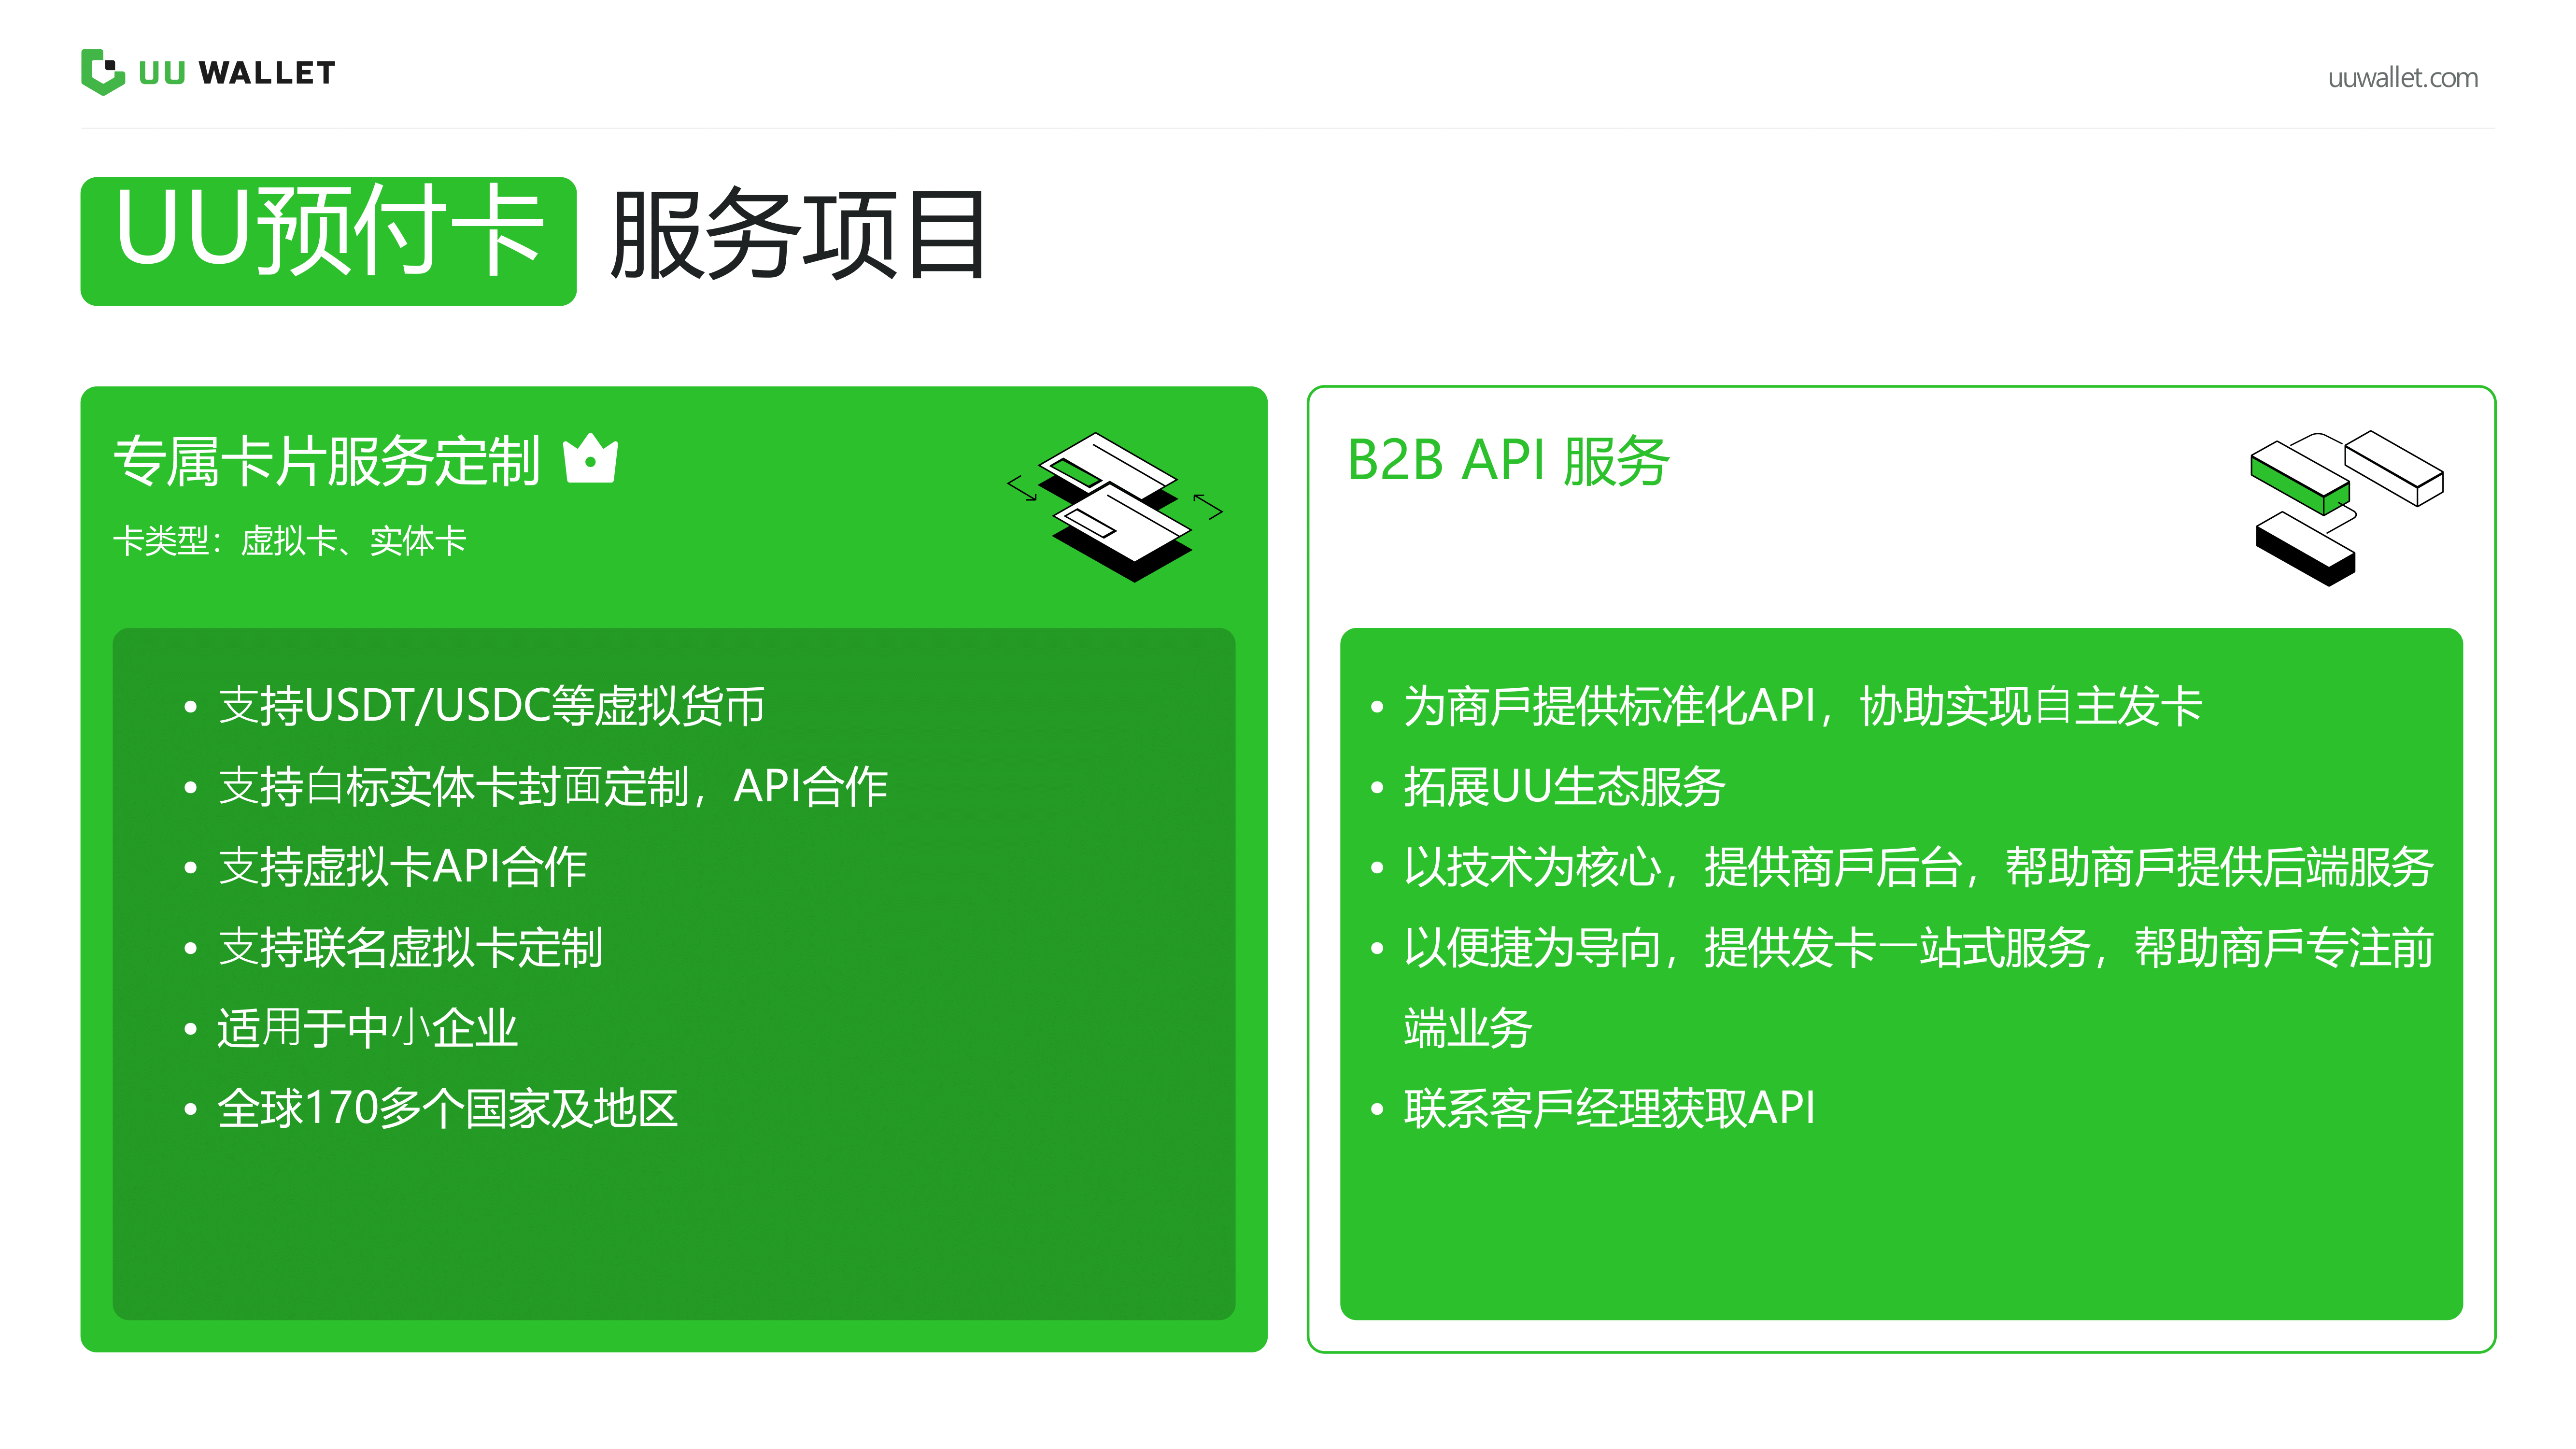 UU WALLET
uuwallet.com
UU预付卡 服务项目
专属卡片服务定制
卡类型：虚拟卡、实体卡
• 支持USDT/USDC等虚拟货币
• 支持白标实体卡封面定制，API合作
• 支持虚拟卡API合作
• 支持联名虚拟卡定制
• 适用于中小企业
• 全球170多个国家及地区
B2B API 服务
• 为商戶提供标准化API，协助实现自主发卡
• 拓展UU生态服务
• 以技术为核心，提供商戶后台，帮助商戶提供后端服务
• 以便捷为导向，提供发卡一站式服务，帮助商戶专注前
端业务
• 联系客戶经理获取API